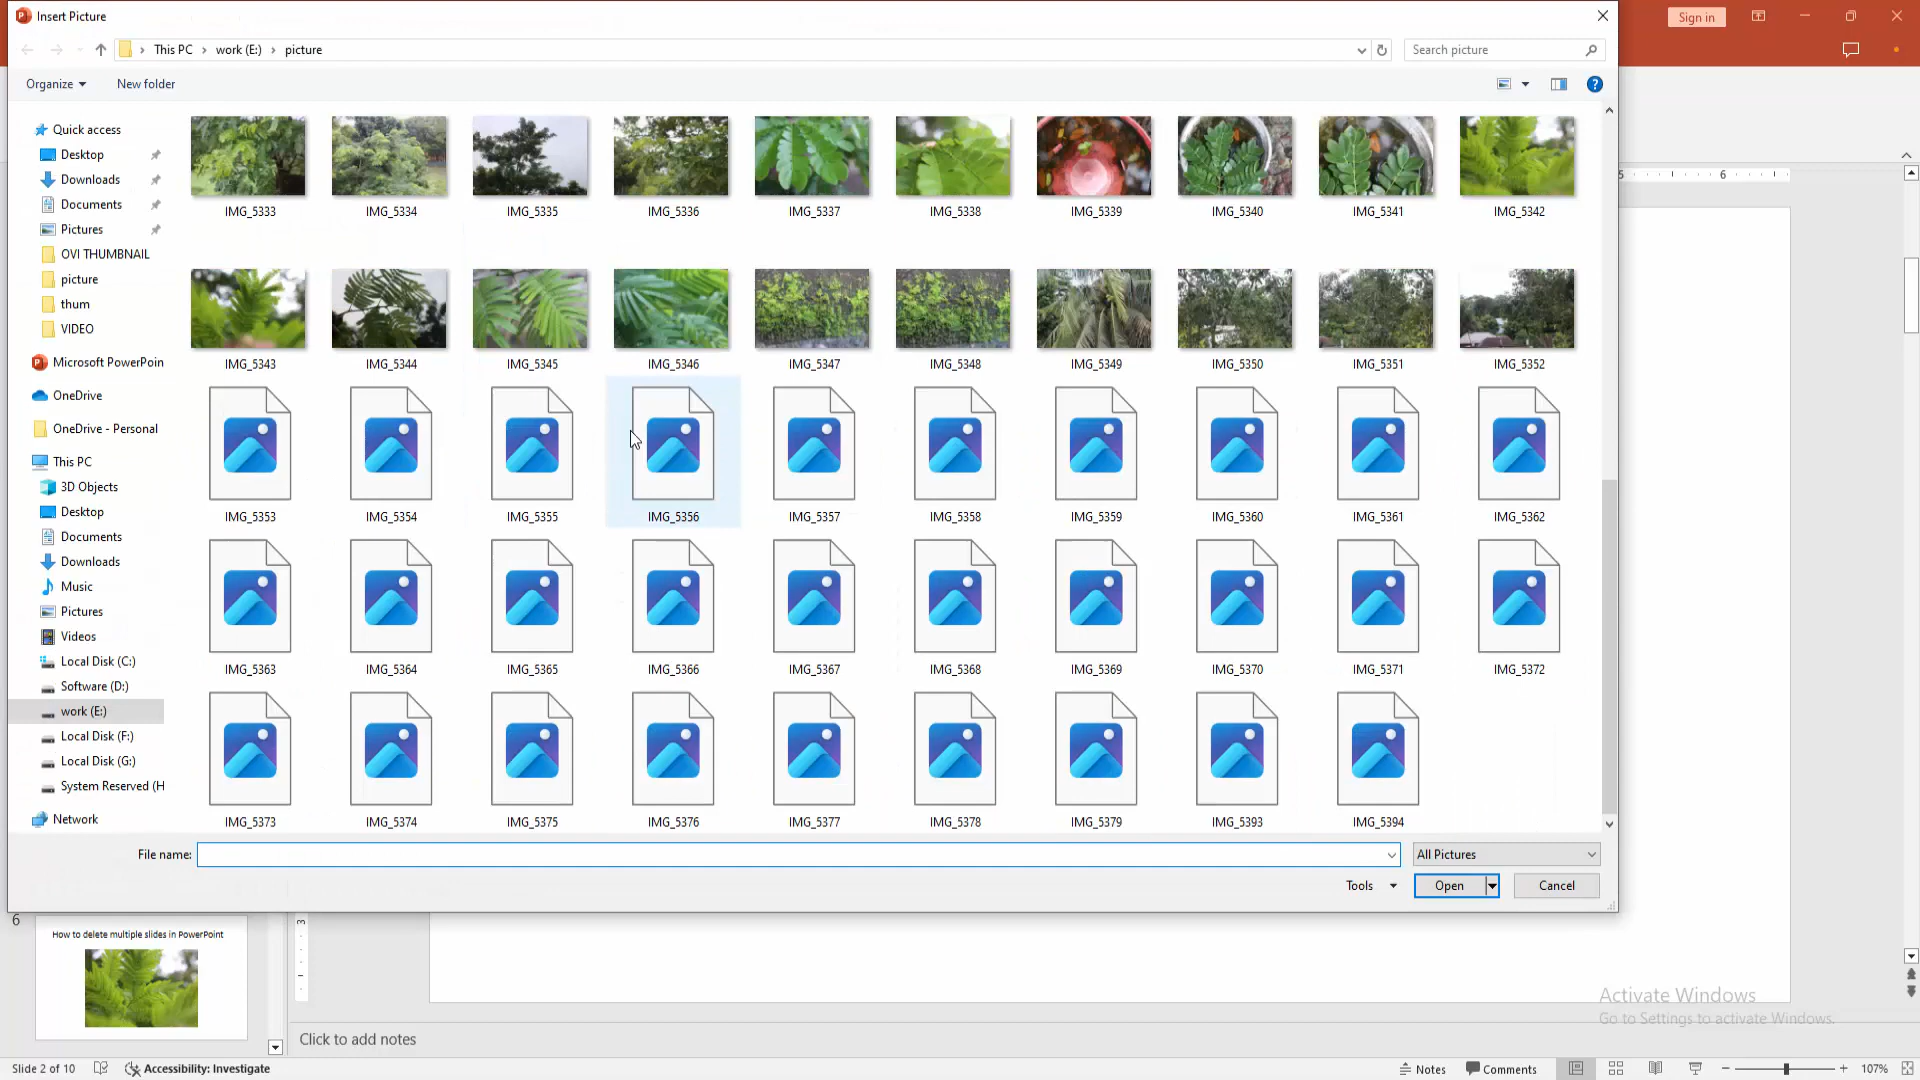 Insert Picture
Sign in
This PC
work (E:)
picture
Search picture
Organize
New folder
Quick access
Desktop
Downloads
Documents
Pictures
OVI THUMBNAIL
picture
thum
VIDEO
Microsoft PowerPoin
OneDrive
OneDrive - Personal
This PC
3D Objects
Desktop
Documents
Downloads
Music
Pictures
Videos
Local Disk (C:)
Software (D:)
work (E:)
Local Disk (F:)
Local Disk (G:)
System Reserved (H
Network
IMG_5333 IMG_5334 IMG_5335 IMG_5336 IMG_5337 IMG_5338 IMG_5339 IMG_5340 IMG_5341 IMG_5342
IMG_5343 IMG_5344 IMG_5345 IMG_5346 IMG_5347 IMG_5348 IMG_5349 IMG_5350 IMG_5351 IMG_5352
IMG_5353 IMG_5354 IMG_5355 IMG_5356 IMG_5357 IMG_5358 IMG_5359 IMG_5360 IMG_5361 IMG_5362
IMG_5363 IMG_5364 IMG_5365 IMG_5366 IMG_5367 IMG_5368 IMG_5369 IMG_5370 IMG_5371 IMG_5372
IMG_5373 IMG_5374 IMG_5375 IMG_5376 IMG_5377 IMG_5378 IMG_5379 IMG_5393 IMG_5394
File name:
All Pictures
Tools
Open
Cancel
5 6
6
3
How to delete multiple slides in PowerPoint
Activate Windows
Go to Settings to activate Windows.
Click to add notes
Slide 2 of 10
Accessibility: Investigate
Notes
Comments
107%